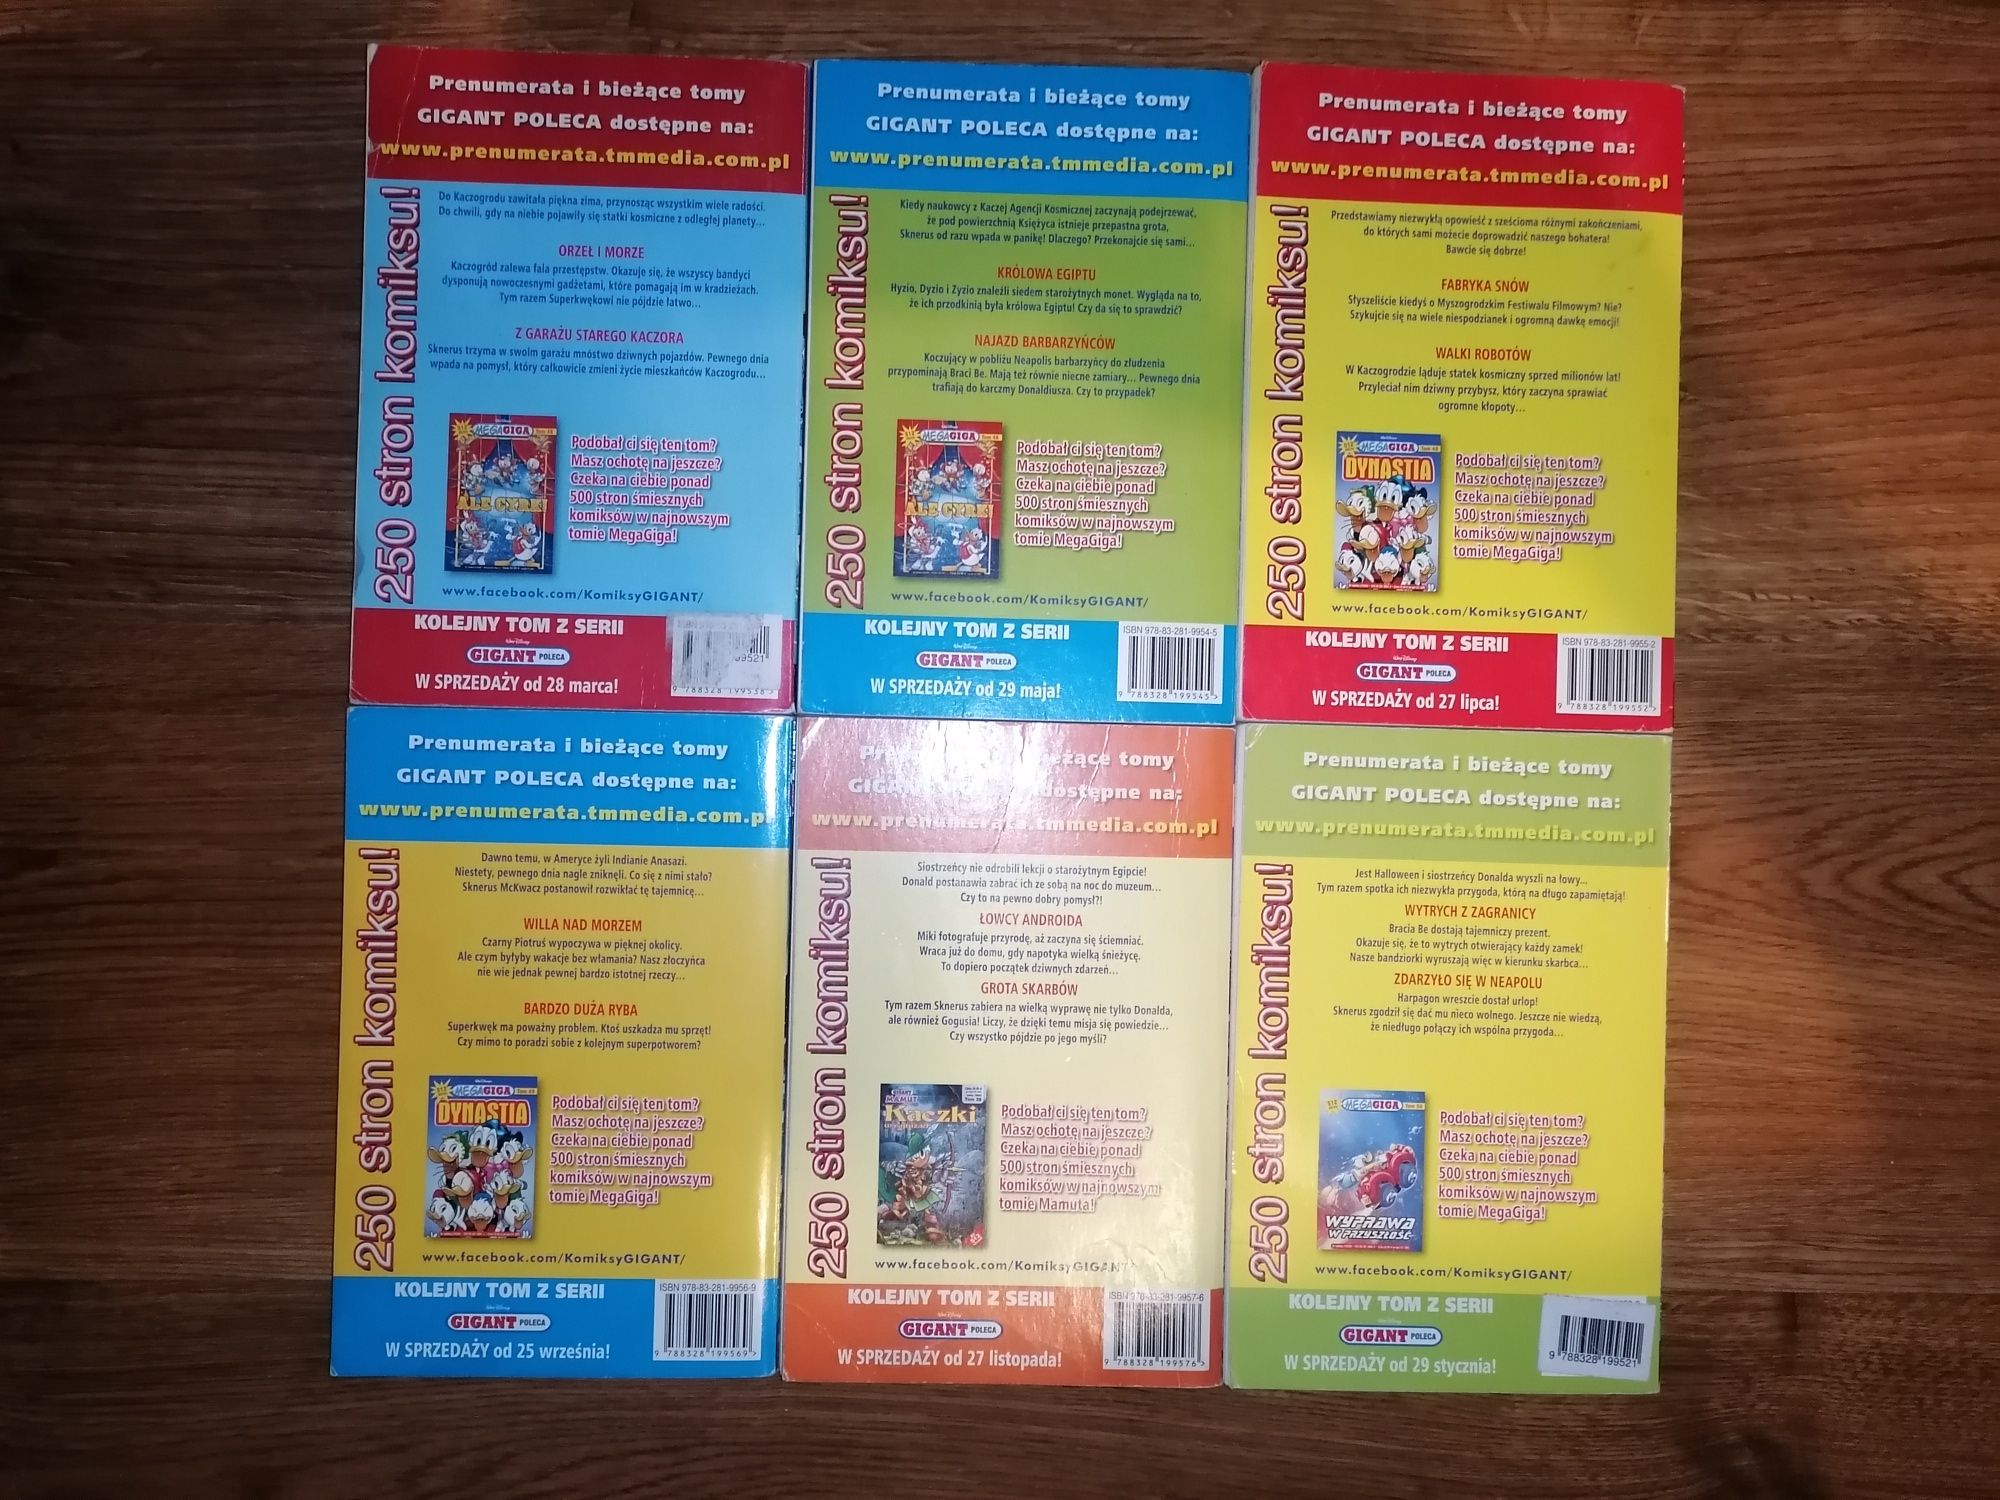 Prenumerata i bieżące tomy
GIGANT POLECA dostępne na:
www.prenumerata.tmmedia.com.pl
250 stron komiksu!
Do Kaczogrodu zawitała piękna zima, przynosząc wszystkim wiele radości.
Do chwili, gdy na niebie pojawiły się statki kosmiczne z odległej planety...
ORZEŁ I MORZE
Kaczogród zalewa fala przestępstw. Okazuje się, że wszyscy bandyci
dysponują nowoczesnymi gadżetami, które pomagają im w kradzieżach.
Tym razem Superkwękowi nie pójdzie łatwo...
Z GARAŻU STAREGO KACZORA
Sknerus trzyma w swoim garażu mnóstwo dziwnych pojazdów. Pewnego dnia
wpada na pomysł, który całkowicie zmieni życie mieszkańców Kaczogrodu...
MEGAGIGA
ALE CYRK!
Podobał ci się ten tom?
Masz ochotę na jeszcze?
Czeka na ciebie ponad
500 stron śmiesznych
komiksów w najnowszym
tomie MegaGiga!
www.facebook.com/KomiksyGIGANT/
KOLEJNY TOM Z SERII
GIGANT POLECA
W SPRZEDAŻY od 28 marca!
9 788328 199538
Prenumerata i bieżące tomy
GIGANT POLECA dostępne na:
www.prenumerata.tmmedia.com.pl
250 stron komiksu!
Kiedy naukowcy z Kaczej Agencji Kosmicznej zaczynają podejrzewać,
że pod powierzchnią Księżyca istnieje przepastna grota,
Sknerus od razu wpada w panikę! Dlaczego? Przekonajcie się sami...
KRÓLOWA EGIPTU
Hyzio, Dyzio i Zyzio znaleźli siedem starożytnych monet. Wygląda na to,
że ich przodkinią była królowa Egiptu! Czy da się to sprawdzić?
NAJAZD BARBARZYŃCÓW
Koczujący w pobliżu Neapolis barbarzyńcy do złudzenia
przypominają Braci Be. Mają też równie niecne zamiary... Pewnego dnia
trafiają do karczmy Donaldiusza. Czy to przypadek?
MEGAGIGA
ALE CYRK!
Podobał ci się ten tom?
Masz ochotę na jeszcze?
Czeka na ciebie ponad
500 stron śmiesznych
komiksów w najnowszym
tomie MegaGiga!
www.facebook.com/KomiksyGIGANT/
KOLEJNY TOM Z SERII
GIGANT POLECA
W SPRZEDAŻY od 29 maja!
ISBN 978-83-281-9954-5
9 788328 199545 >
Prenumerata i bieżące tomy
GIGANT POLECA dostępne na:
www.prenumerata.tmmedia.com.pl
250 stron komiksu!
Przedstawiamy niezwykłą opowieść z sześcioma różnymi zakończeniami,
do których sami możecie doprowadzić naszego bohatera!
Bawcie się dobrze!
FABRYKA SNÓW
Słyszeliście kiedyś o Myszogrodzkim Festiwalu Filmowym? Nie?
Szykujcie się na wiele niespodzianek i ogromną dawkę emocji!
WALKI ROBOTÓW
W Kaczogrodzie ląduje statek kosmiczny sprzed milionów lat!
Przyleciał nim dziwny przybysz, który zaczyna sprawiać
ogromne kłopoty...
MEGAGIGA
DYNASTIA
Podobał ci się ten tom?
Masz ochotę na jeszcze?
Czeka na ciebie ponad
500 stron śmiesznych
komiksów w najnowszym
tomie MegaGiga!
www.facebook.com/KomiksyGIGANT/
KOLEJNY TOM Z SERII
GIGANT POLECA
W SPRZEDAŻY od 27 lipca!
ISBN 978-83-281-9955-2
9 788328 199552 >
Prenumerata i bieżące tomy
GIGANT POLECA dostępne na:
www.prenumerata.tmmedia.com.pl
250 stron komiksu!
Dawno temu, w Ameryce żyli Indianie Anasazi.
Niestety, pewnego dnia nagle zniknęli. Co się z nimi stało?
Sknerus McKwacz postanowił rozwikłać tę tajemnicę...
WILLA NAD MORZEM
Czarny Piotruś wypoczywa w pięknej okolicy.
Ale czym byłyby wakacje bez włamania? Nasz złoczyńca
nie wie jednak pewnej bardzo istotnej rzeczy...
BARDZO DUŻA RYBA
Superkwęk ma poważny problem. Ktoś uszkadza mu sprzęt!
Czy mimo to poradzi sobie z kolejnym superpotworem?
MEGAGIGA
DYNASTIA
Podobał ci się ten tom?
Masz ochotę na jeszcze?
Czeka na ciebie ponad
500 stron śmiesznych
komiksów w najnowszym
tomie MegaGiga!
www.facebook.com/KomiksyGIGANT/
KOLEJNY TOM Z SERII
GIGANT POLECA
W SPRZEDAŻY od 25 września!
ISBN 978-83-281-9956-9
9 788328 199569 >
bieżące tomy
GIGANT dostępne na:
www.prenumerata.tmmedia.com.pl
250 stron komiksu!
Siostrzeńcy nie odrobili lekcji o starożytnym Egipcie!
Donald postanawia zabrać ich ze sobą na noc do muzeum...
Czy to na pewno dobry pomysł?!
ŁOWCY ANDROIDA
Miki fotografuje przyrodę, aż zaczyna się ściemniać.
Wraca już do domu, gdy napotyka wielką śnieżycę.
To dopiero początek dziwnych zdarzeń...
GROTA SKARBÓW
Tym razem Sknerus zabiera na wielką wyprawę nie tylko Donalda,
ale również Gogusia! Liczy, że dzięki temu misja się powiedzie...
Czy wszystko pójdzie po jego myśli?
MAMUT
Kaczki
Podobał ci się ten tom?
Masz ochotę na jeszcze?
Czeka na ciebie ponad
500 stron śmiesznych
komiksów w najnowszym
tomie Mamuta!
www.facebook.com/KomiksyGIGANT/
KOLEJNY TOM Z SERII
GIGANT POLECA
W SPRZEDAŻY od 27 listopada!
ISBN 978-83-281-9957-6
9 788328 199576 >
Prenumerata i bieżące tomy
GIGANT POLECA dostępne na:
www.prenumerata.tmmedia.com.pl
250 stron komiksu!
Jest Halloween i siostrzeńcy Donalda wyszli na łowy...
Tym razem spotka ich niezwykła przygoda, którą na długo zapamiętają!
WYTRYCH Z ZAGRANICY
Bracia Be dostają tajemniczy prezent.
Okazuje się, że to wytrych otwierający każdy zamek!
Nasze bandziorki wyruszają więc w kierunku skarbca...
ZDARZYŁO SIĘ W NEAPOLU
Harpagon wreszcie dostał urlop!
Sknerus zgodził się dać mu nieco wolnego. Jeszcze nie wiedzą,
że niedługo połączy ich wspólna przygoda...
MEGAGIGA
WYPRAWA
W PRZYSZŁOŚĆ
Podobał ci się ten tom?
Masz ochotę na jeszcze?
Czeka na ciebie ponad
500 stron śmiesznych
komiksów w najnowszym
tomie MegaGiga!
www.facebook.com/KomiksyGIGANT/
KOLEJNY TOM Z SERII
GIGANT POLECA
W SPRZEDAŻY od 29 stycznia!
9 788328 199521